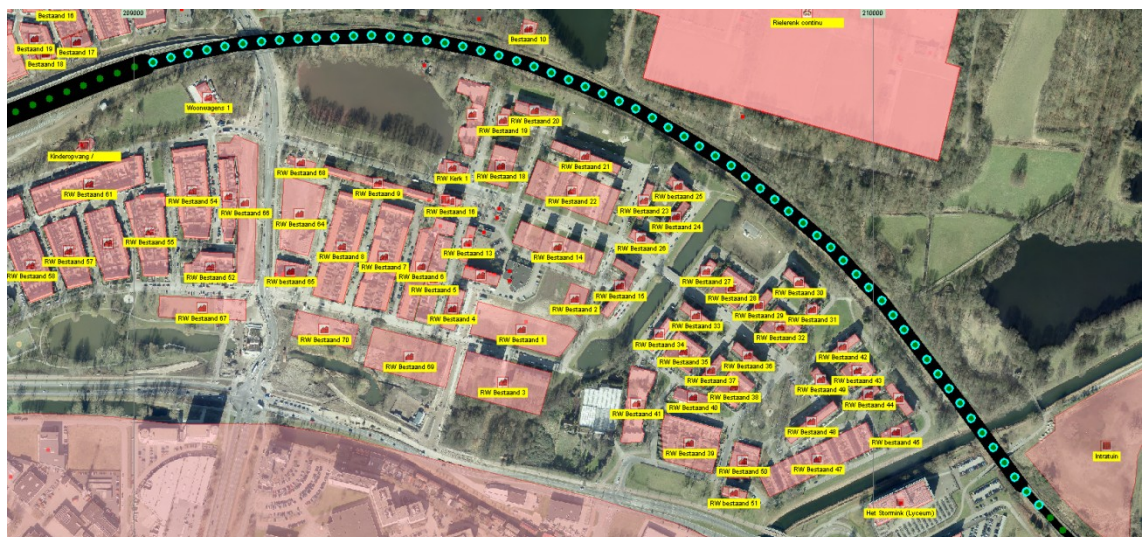 Bestaand 16
209000
Rielerenk continu
210000
Bestaand 10
Bestaand 19
Bestaand 17
Bestaand 18
Woonwagens 1
RW Bestaand 20
RW Bestaand 19
Kinderopvang /
RW Bestaand 21
RW Bestaand 68
RW Kerk 1
RW Bestaand 18
RW Bestaand 61
RW Bestaand 9
RW bestaand 25
RW Bestaand 54
RW Bestaand 22
RW Bestaand 66
RW Bestaand 64
RW Bestaand 16
RW Bestaand 23
RW Bestaand 24
RW Bestaand 55
RW Bestaand 26
RW Bestaand 13
RW Bestaand 8
RW Bestaand 14
RW Bestaand 58
RW Bestaand 57
RW Bestaand 7
RW Bestaand 6
RW Bestaand 52
RW bestaand 65
RW Bestaand 27
RW Bestaand 5
RW Bestaand 30
RW Bestaand 15
RW Bestaand 28
RW Bestaand 2
RW Bestaand 67
RW Bestaand 4
RW Bestaand 29
RW Bestaand 31
RW Bestaand 33
RW Bestaand 70
RW Bestaand 1
RW Bestaand 32
RW Bestaand 34
RW Bestaand 42
RW Bestaand 35
RW Bestaand 36
RW Bestaand 69
RW Bestaand 37
RW Bestaand 43
RW Bestaand 49
RW Bestaand 3
RW Bestaand 38
RW Bestaand 44
RW Bestaand 40
RW Bestaand 41
RW Bestaand 48
RW bestaand 46
RW Bestaand 39
Intratuin
RW Bestaand 47
RW Bestaand 50
RW bestaand 51
Het Stormink (Lyceum)